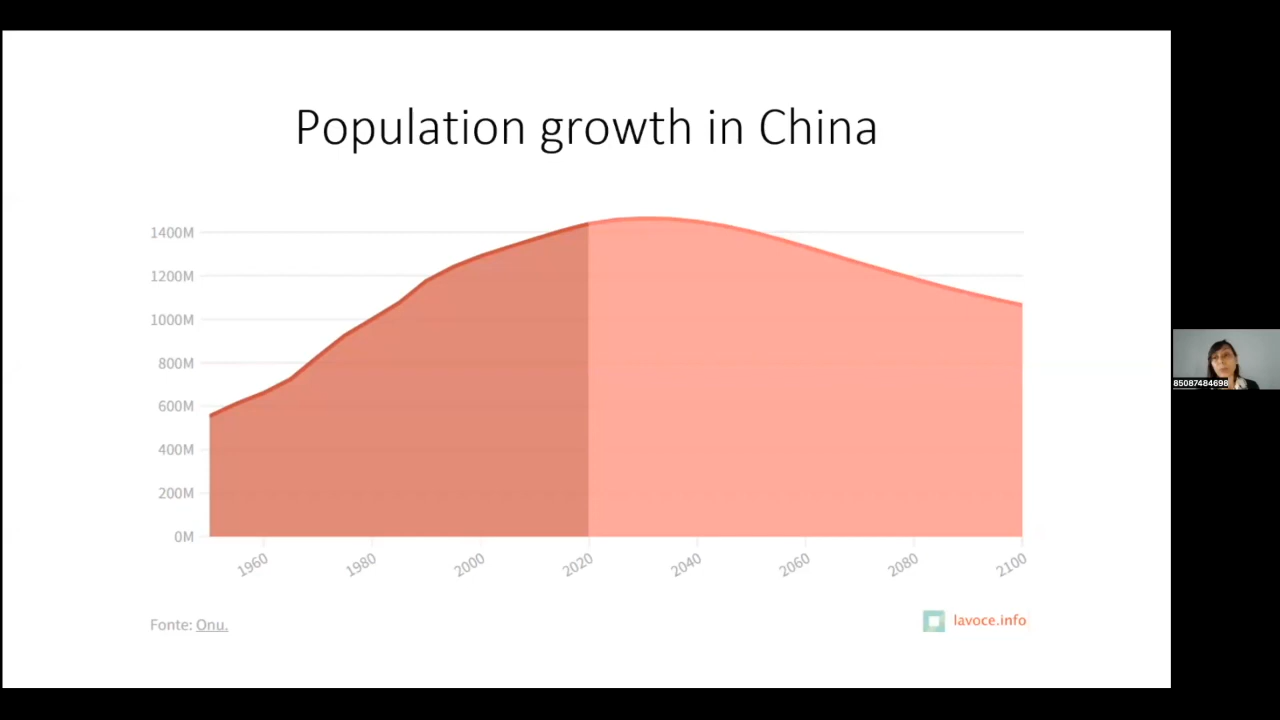 Population growth in China
1400M
1200M
1000M
800M
600M
400M
200M
0M
1960
1980
2000
2020
2040
2060
2080
2100
Fonte: Onu.
lavoce.info
85087484698